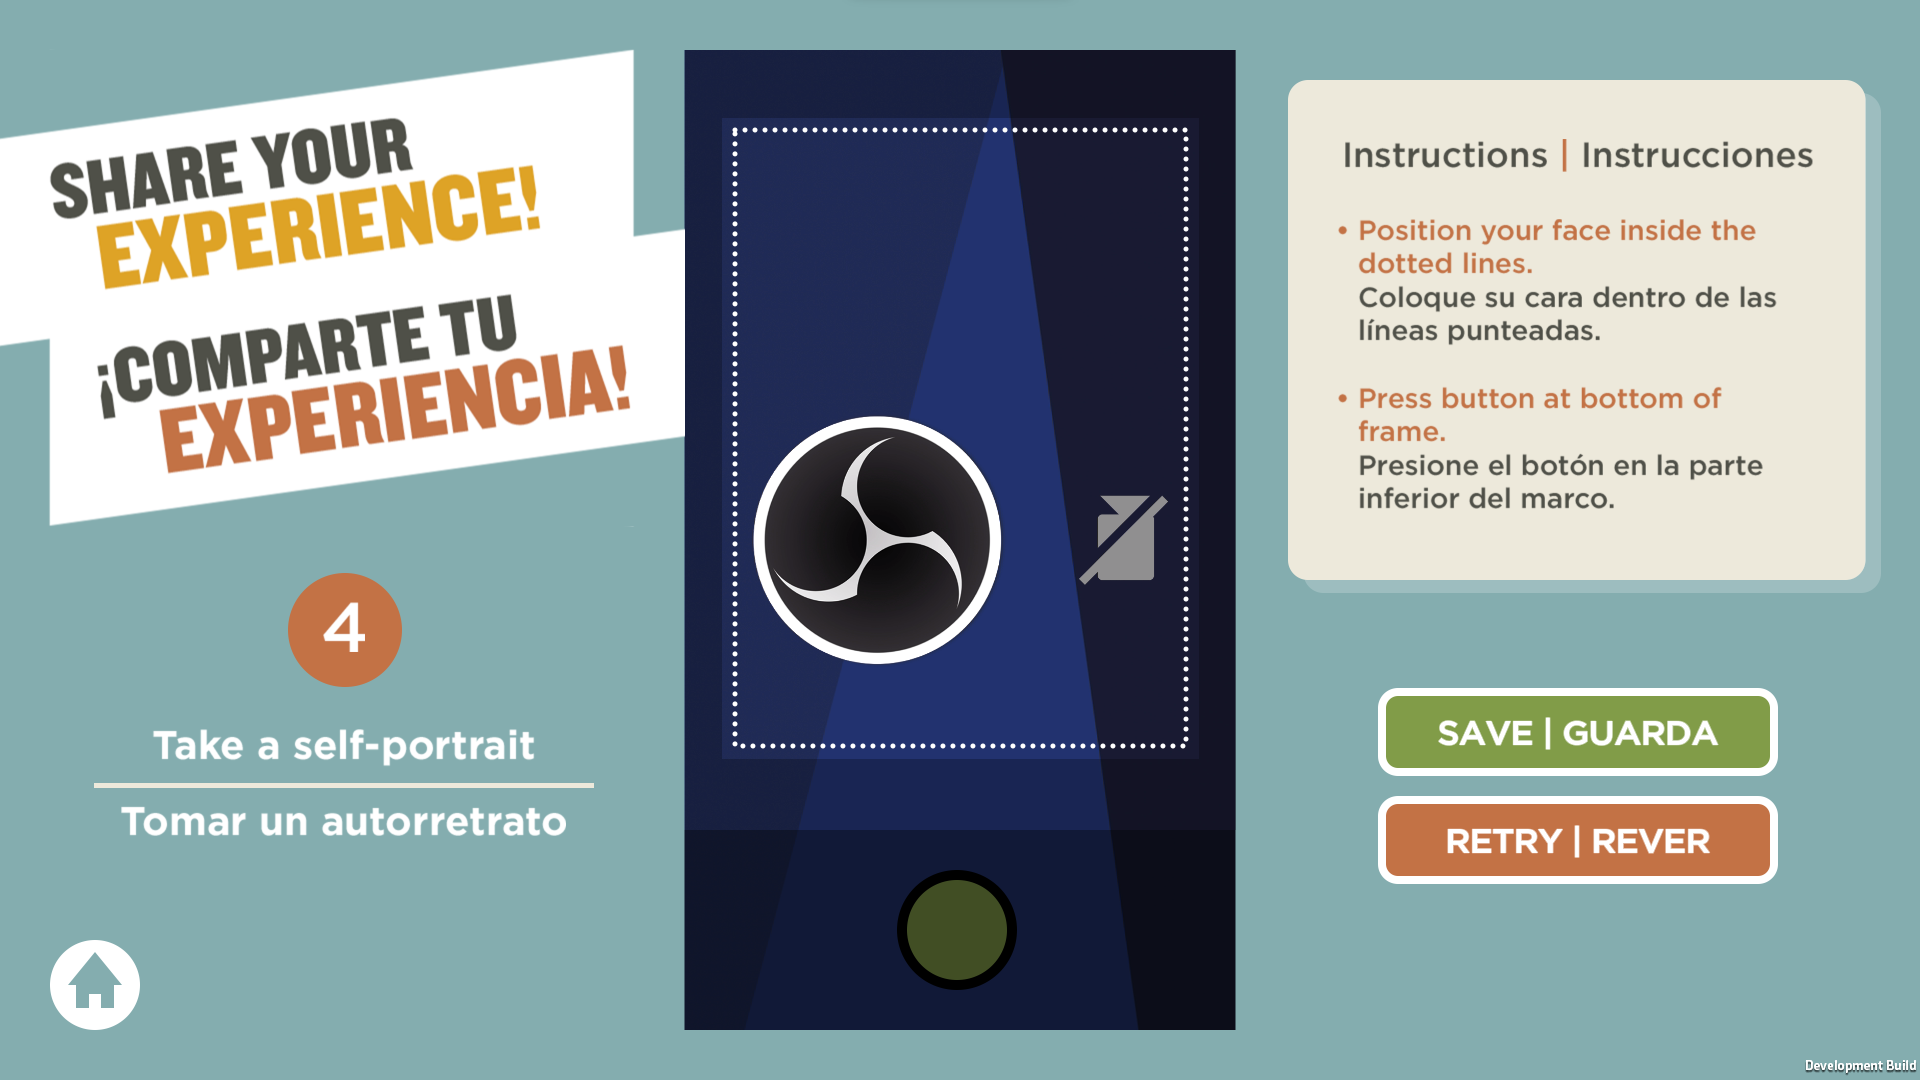 SHARE YOUR
EXPERIENCE!
¡COMPARTE TU
EXPERIENCIA!
4
Take a self-portrait
Tomar un autorretrato
Instructions | Instrucciones
• Position your face inside the
dotted lines.
Coloque su cara dentro de las
líneas punteadas.
• Press button at bottom of
frame.
Presione el botón en la parte
inferior del marco.
SAVE | GUARDA
RETRY | REVER
Development Build